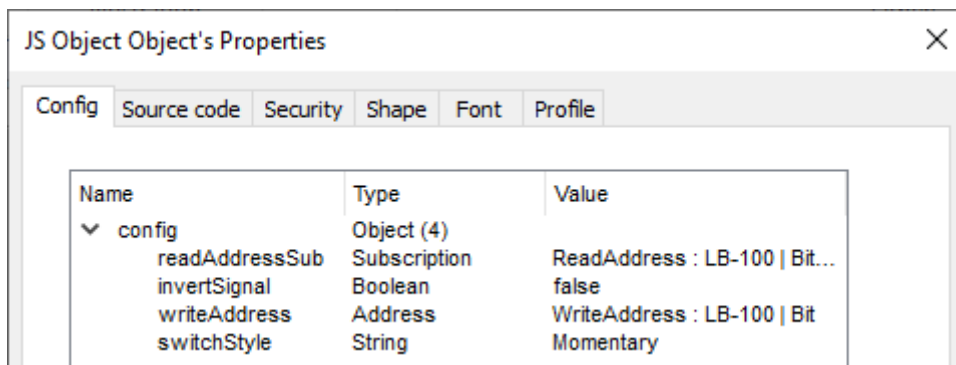 JS Object Object's Properties
Config Source code Security Shape Font Profile
Name Type Value
config Object (4)
readAddressSub Subscription ReadAddress : LB-100 | Bit...
invertSignal Boolean false
writeAddress Address WriteAddress : LB-100 | Bit
switchStyle String Momentary